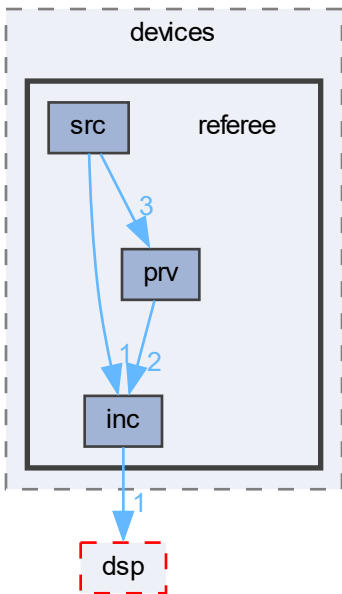 devices
src
referee
3
prv
1
2
inc
1
dsp